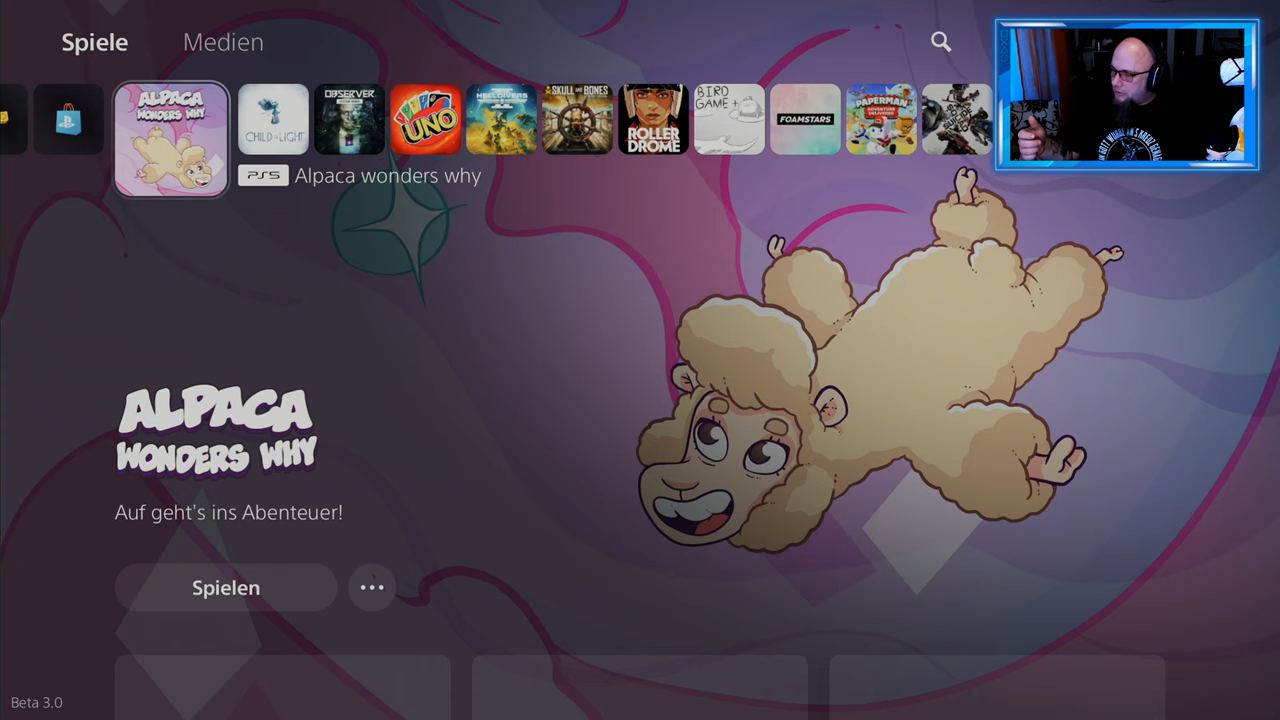 Spiele
Medien
ALPACA
WONDERS WHY
CHILD of LIGHT
OBSERVER
UNO
HELLDIVERS
SKULL AND BONES
ROLLER
DROME
BIRD
GAME +
FOAMSTARS
PAPERMAN
PS5
Alpaca wonders why
ALPACA
WONDERS WHY
Auf geht's ins Abenteuer!
Spielen
Beta 3.0